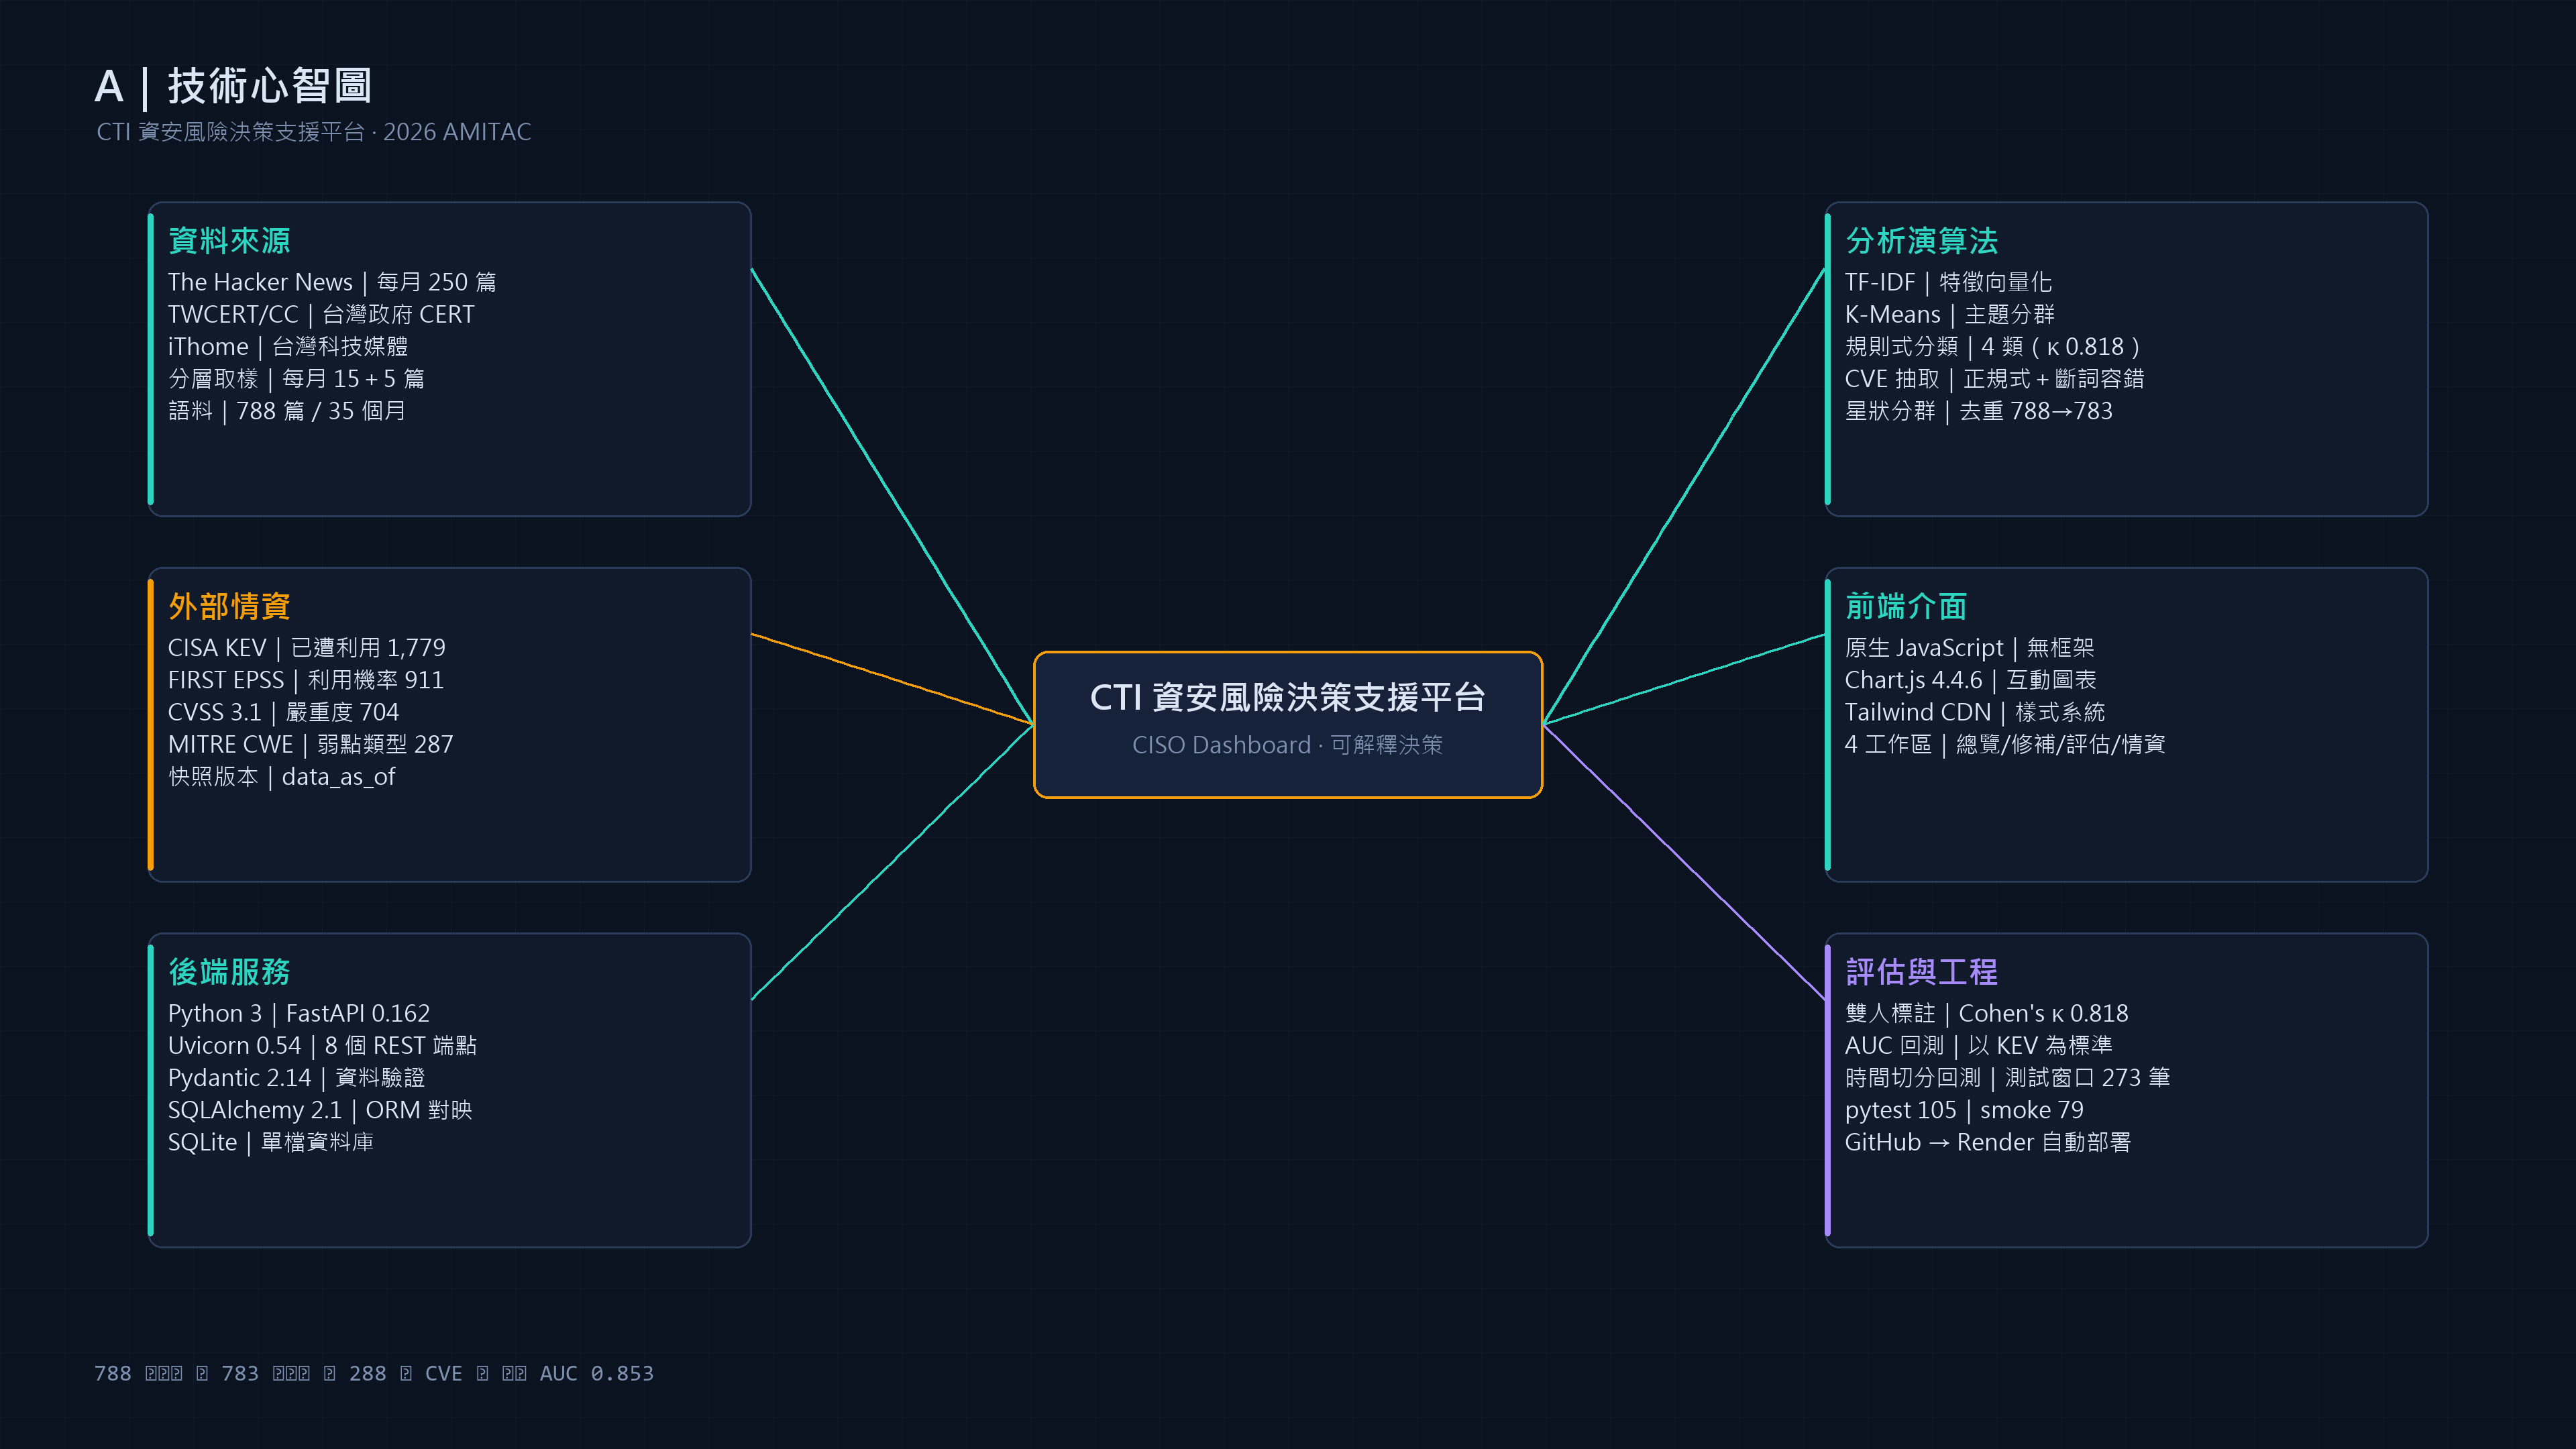 A | 技術心智圖
CTI 資安風險決策支援平台 · 2026 AMITAC
資料來源
The Hacker News | 每月 250 篇
TWCERT/CC | 台灣政府 CERT
iThome | 台灣科技媒體
分層取樣 | 每月 15 + 5 篇
語料 | 788 篇 / 35 個月
外部情資
CISA KEV | 已遭利用 1,779
FIRST EPSS | 利用機率 911
CVSS 3.1 | 嚴重度 704
MITRE CWE | 弱點類型 287
快照版本 | data_as_of
後端服務
Python 3 | FastAPI 0.162
Uvicorn 0.54 | 8 個 REST 端點
Pydantic 2.14 | 資料驗證
SQLAlchemy 2.1 | ORM 對映
SQLite | 單檔資料庫
CTI 資安風險決策支援平台
CISO Dashboard · 可解釋決策
分析演算法
TF-IDF | 特徵向量化
K-Means | 主題分群
規則式分類 | 4 類（κ 0.818）
CVE 抽取 | 正規式 + 斷詞容錯
星狀分群 | 去重 788→783
前端介面
原生 JavaScript | 無框架
Chart.js 4.4.6 | 互動圖表
Tailwind CDN | 樣式系統
4 工作區 | 總覽/修補/評估/情資
評估與工程
雙人標註 | Cohen's κ 0.818
AUC 回測 | 以 KEV 為標準
時間切分回測 | 測試窗口 273 筆
pytest 105 | smoke 79
GitHub → Render 自動部署
788 783 288 CVE AUC 0.853